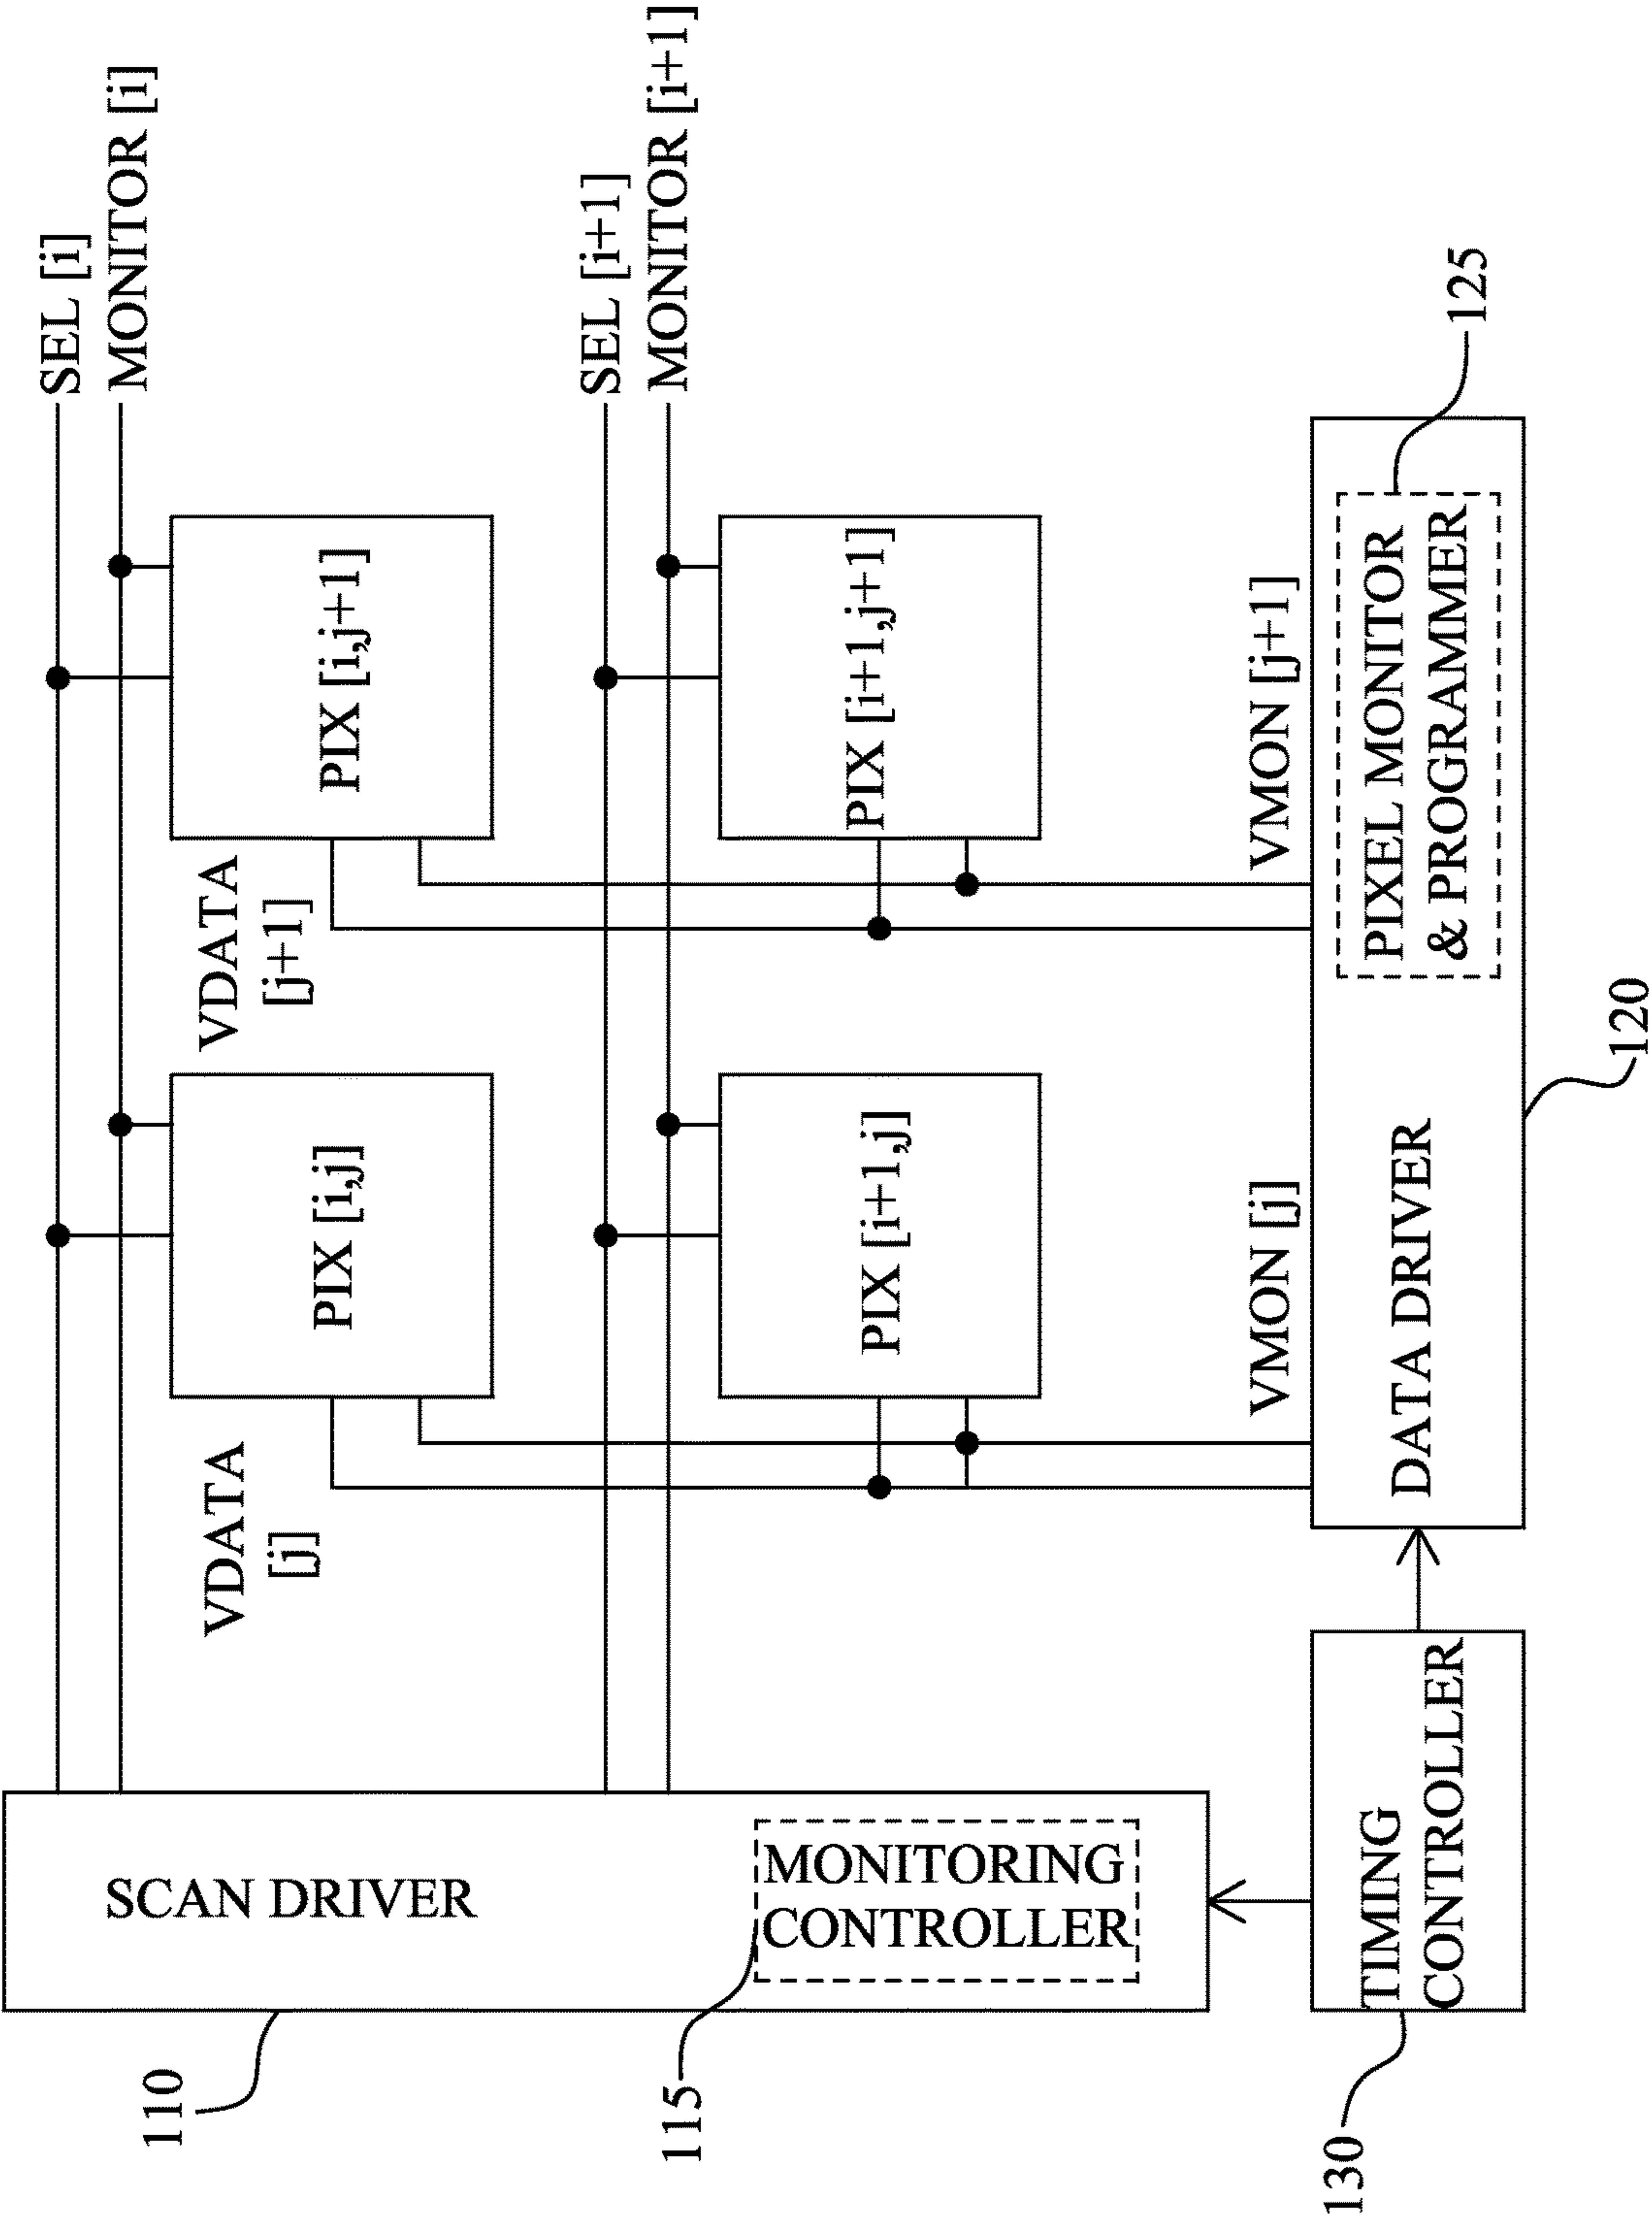 SEL [i]
MONITOR [i]
SEL [i+1]
MONITOR [i+1]
PIX [i,j]
PIX [i,j+1]
VDATA
[j]
VDATA
[j+1]
PIX [i+1,j]
PIX [i+1,j+1]
VMON [j]
VMON [j+1]
SCAN DRIVER
MONITORING
CONTROLLER
110
115
TIMING
CONTROLLER
130
DATA DRIVER
PIXEL MONITOR
& PROGRAMMER
125
120